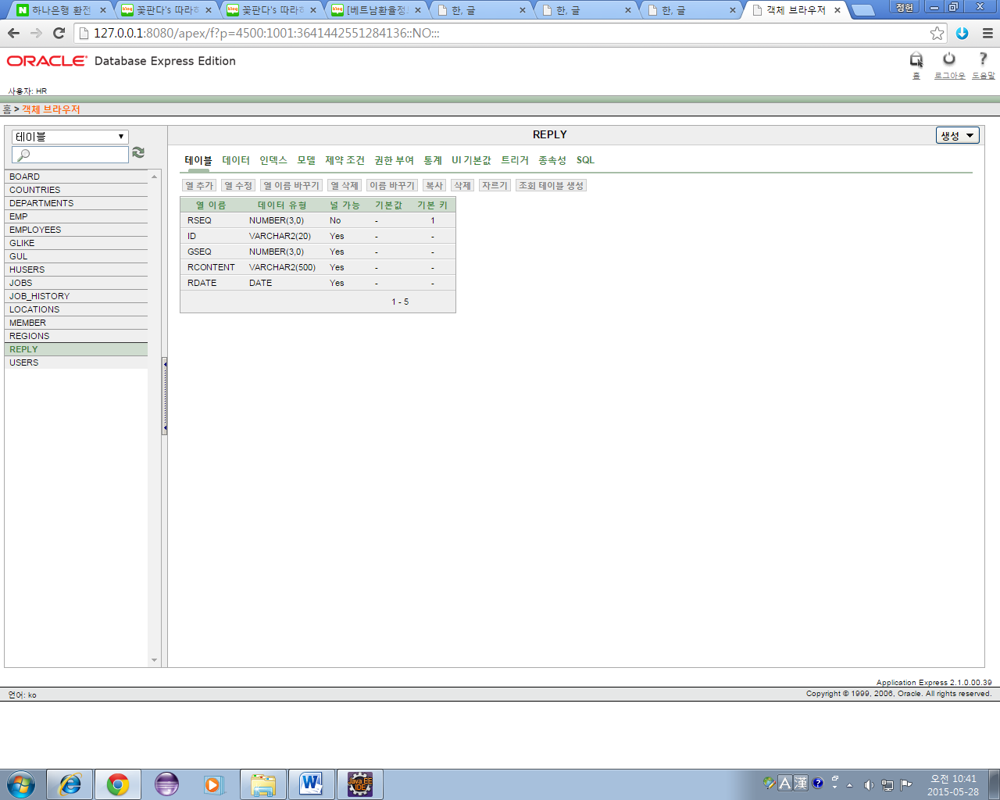 하나은행 환전
꽃판다's 따라하
꽃판다's 따라하
[베트남환율정보
한, 글
한, 글
한, 글
객체 브라우저
정헌
127.0.0.1:8080/apex/f?p=4500:1001:3641442551284136::NO:::
ORACLE Database Express Edition
홈 로그아웃 도움말
사용자: HR
홈 > 객체 브라우저
테이블
REPLY
생성
테이블 데이터 인덱스 모델 제약 조건 권한 부여 통계 UI 기본값 트리거 종속성 SQL
열 추가 열 수정 열 이름 바꾸기 열 삭제 이름 바꾸기 복사 삭제 자르기 조회 테이블 생성
BOARD
COUNTRIES
DEPARTMENTS
EMP
EMPLOYEES
GLIKE
GUL
HUSERS
JOBS
JOB_HISTORY
LOCATIONS
MEMBER
REGIONS
REPLY
USERS
열 이름 데이터 유형 널 가능 기본값 기본 키
RSEQ NUMBER(3,0) No - 1
ID VARCHAR2(20) Yes - -
GSEQ NUMBER(3,0) Yes - -
RCONTENT VARCHAR2(500) Yes - -
RDATE DATE Yes - -
1 - 5
Application Express 2.1.0.00.39
언어: ko
Copyright © 1999, 2006, Oracle. All rights reserved.
Java EE
IDE
A 漢
오전 10:41
2015-05-28